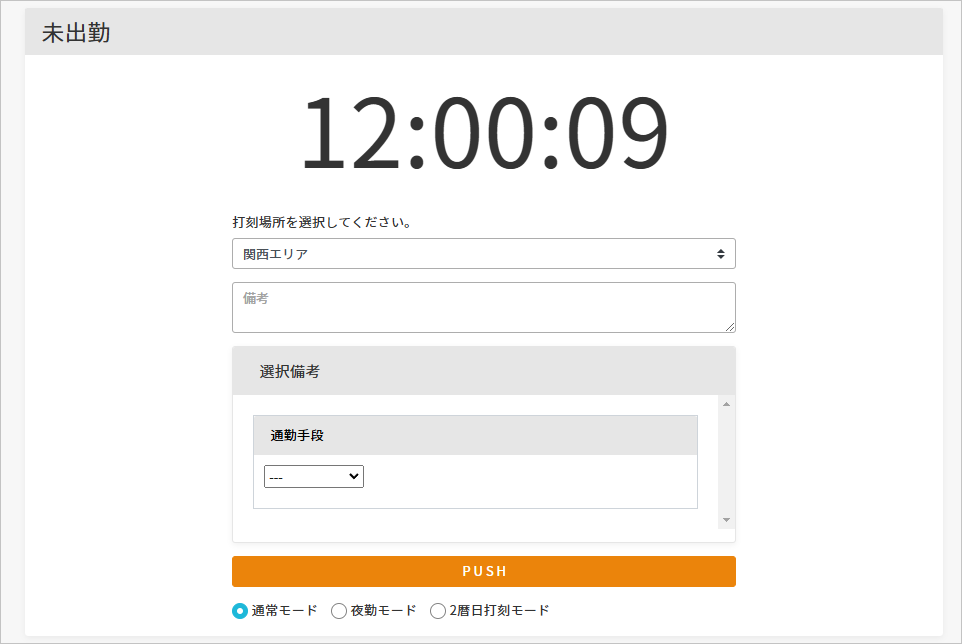 未出勤
12:00:09
打刻場所を選択してください。
関西エリア
備考
選択備考
通勤手段
---
PUSH
通常モード 夜勤モード 2暦日打刻モード